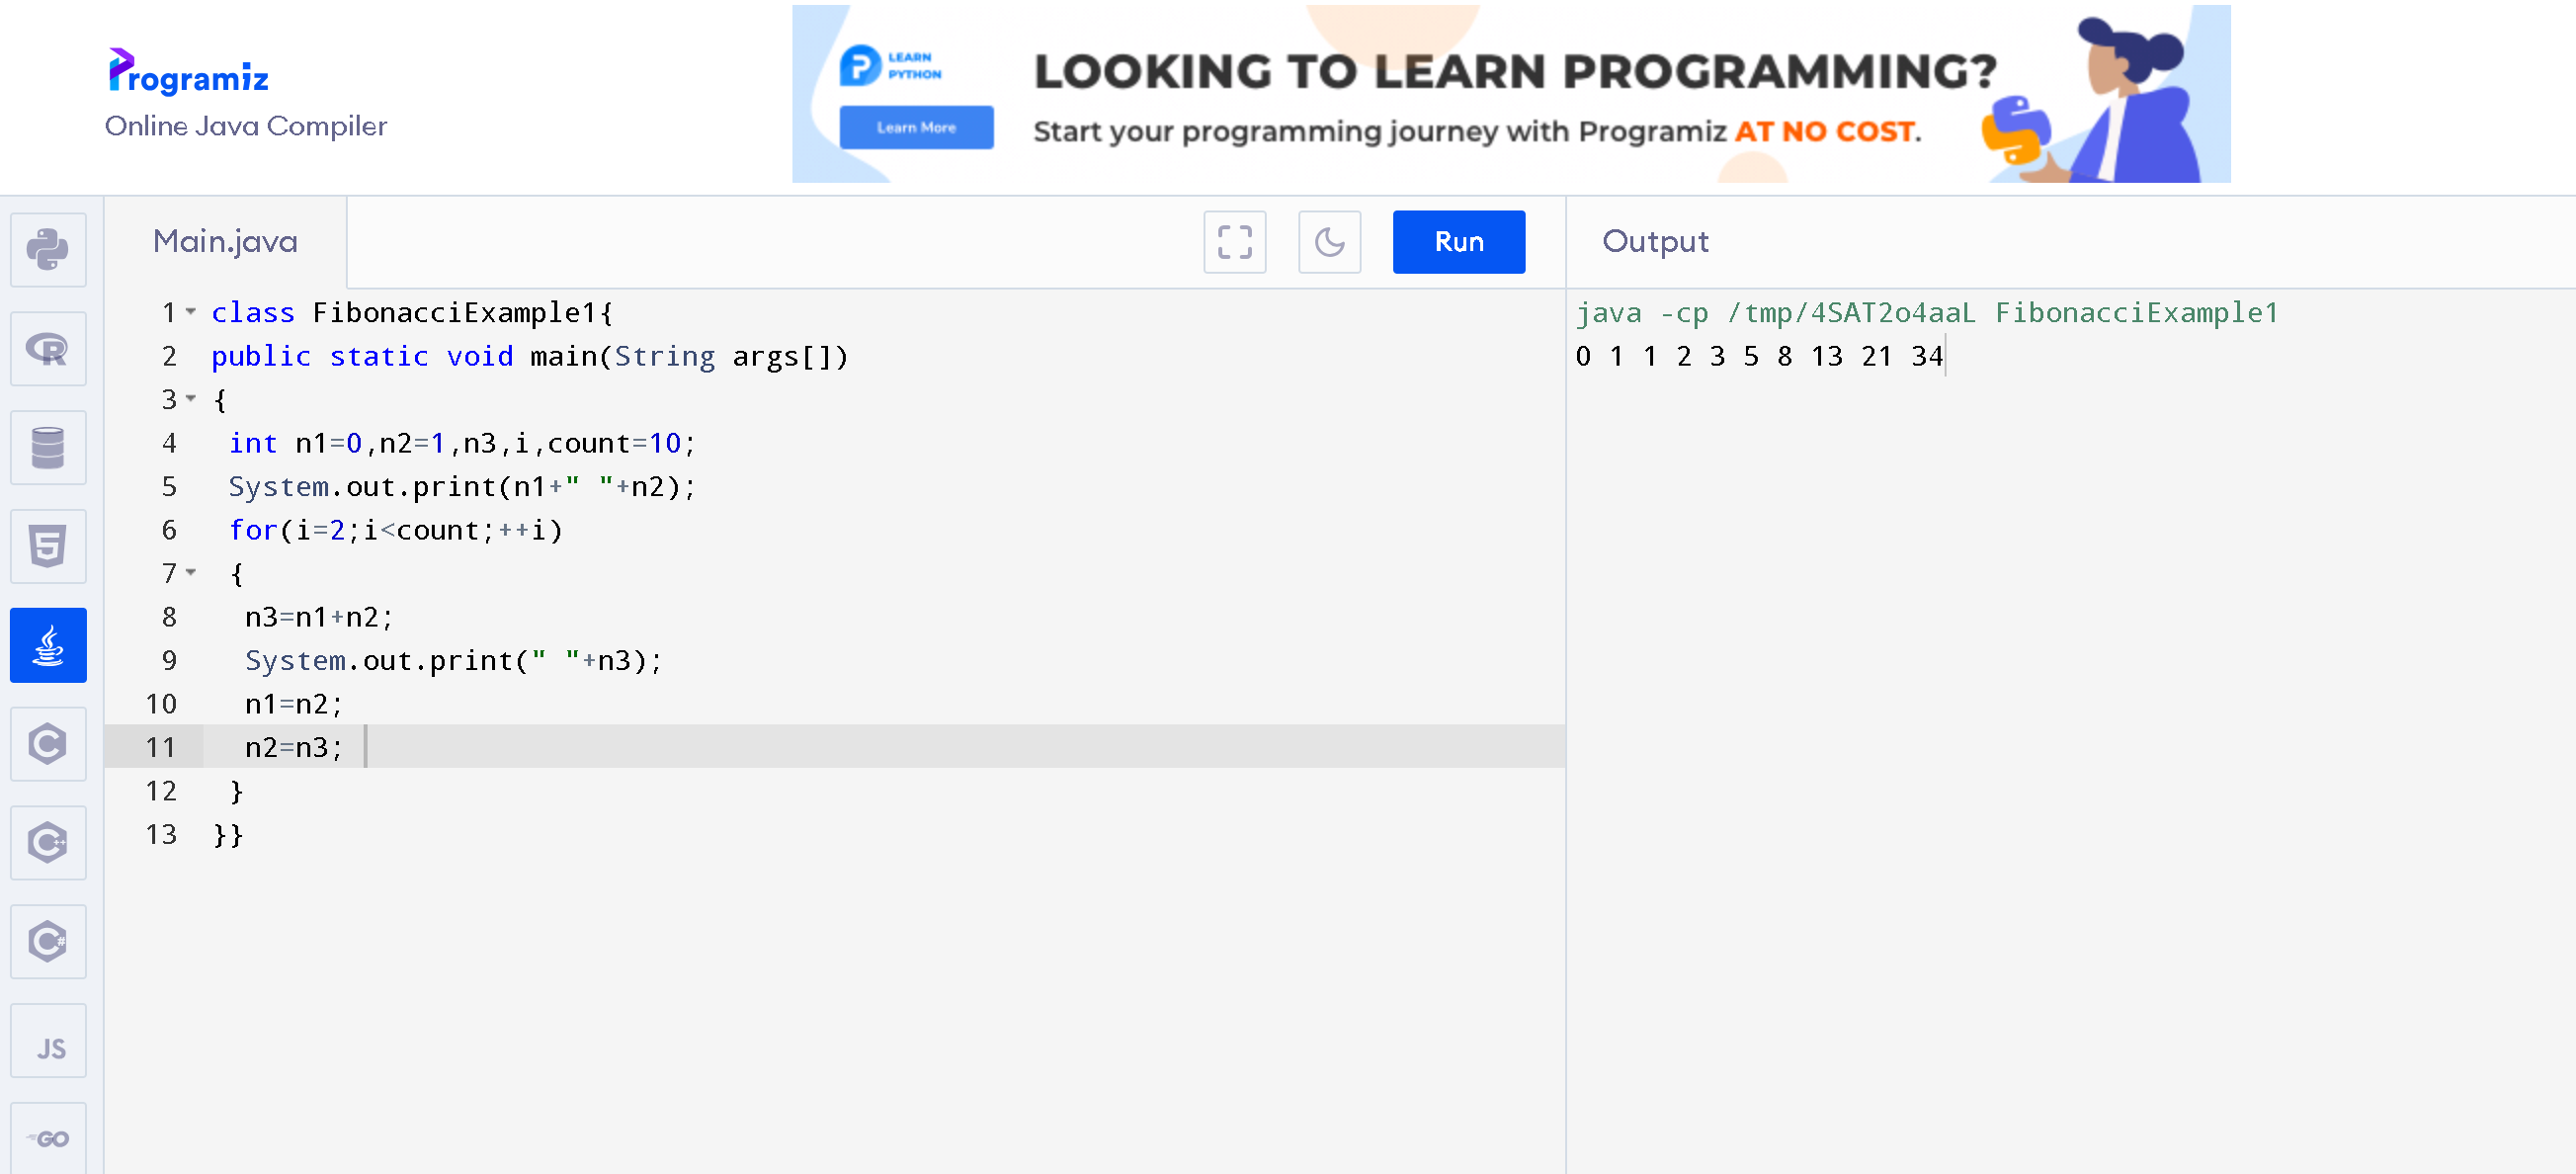 Programiz
Online Java Compiler
LEARN
PYTHON
Learn More
LOOKING TO LEARN PROGRAMMING?
Start your programming journey with Programiz AT NO COST.
Main.java
Run
Output
1 class FibonacciExample1{
2 public static void main(String args[])
3 {
4 int n1=0,n2=1,n3,i,count=10;
5 System.out.print(n1+" "+n2);
6 for(i=2;i<count;++i)
7 {
8 n3=n1+n2;
9 System.out.print(" "+n3);
10 n1=n2;
11 n2=n3;
12 }
13 }}
java -cp /tmp/4SAT2o4aaL FibonacciExample1
0 1 1 2 3 5 8 13 21 34
R
5
C
C++
C#
JS
GO